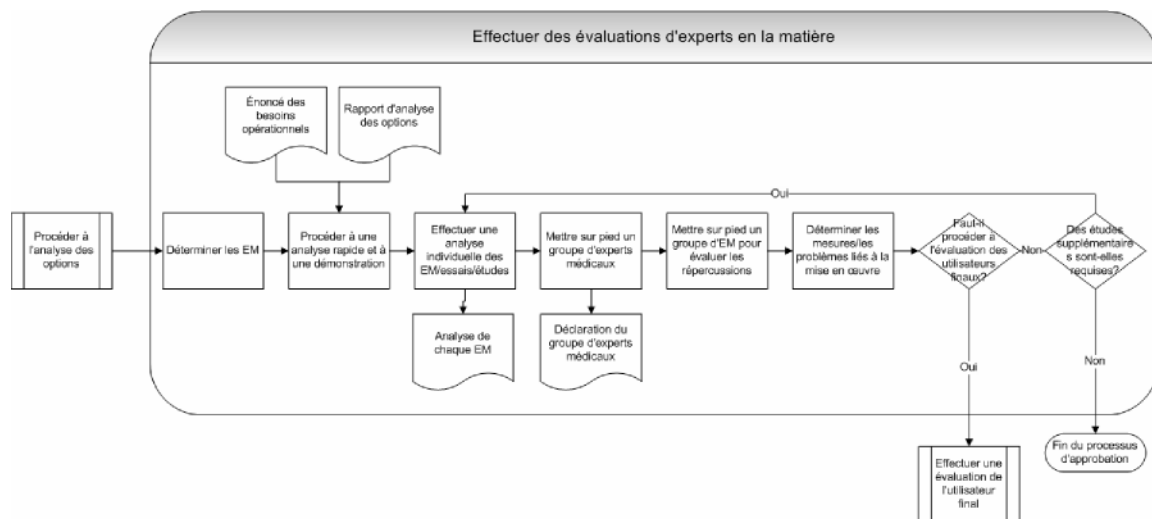 Effectuer des évaluations d'experts en la matière
Énoncé des
besoins
opérationnels
Rapport d'analyse
des options
Oui
Procéder à
l'analyse des
options
Déterminer les EM
Procéder à une
analyse rapide et à
une démonstration
Effectuer une
analyse
individuelle des
EM/essais/études
Mettre sur pied un
groupe d'experts
médicaux
Mettre sur pied un
groupe d'EM pour
évaluer les
répercussions
Déterminer les
mesures/les
problèmes liés à la
mise en œuvre
Faut-il
procéder à
l'évaluation des
utilisateurs
finaux?
Non
Des études
supplémentaire
s sont-elles
requises?
Analyse de
chaque EM
Déclaration du
groupe d'experts
médicaux
Oui
Non
Effectuer une
évaluation de
l'utilisateur
final
Fin du processus
d'approbation